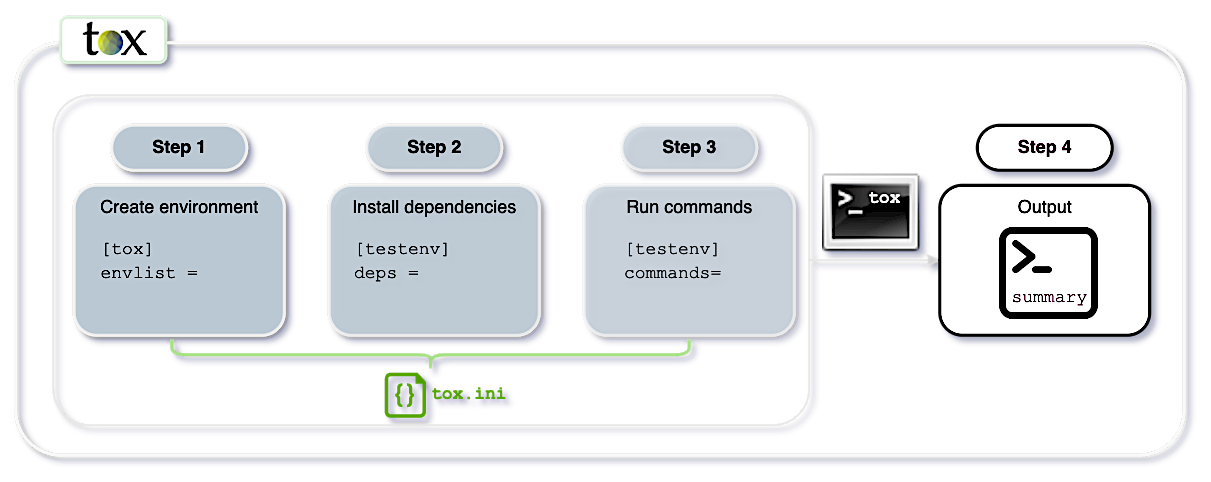 tox
Step 1
Create environment
[tox]
envlist =
Step 2
Install dependencies
[testenv]
deps =
Step 3
Run commands
[testenv]
commands=
{} tox.ini
>_ tox
Step 4
Output
>_
summary